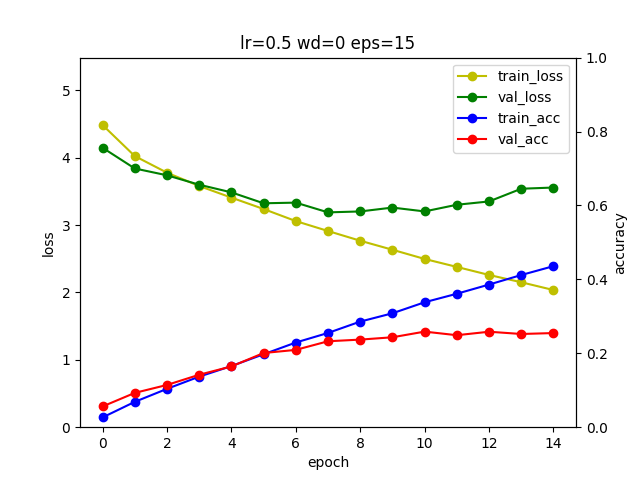 lr=0.5 wd=0 eps=15
train_loss
val_loss
train_acc
val_acc
5
4
3
2
1
0
loss
1.0
0.8
0.6
0.4
0.2
0.0
accuracy
0 2 4 6 8 10 12 14
epoch